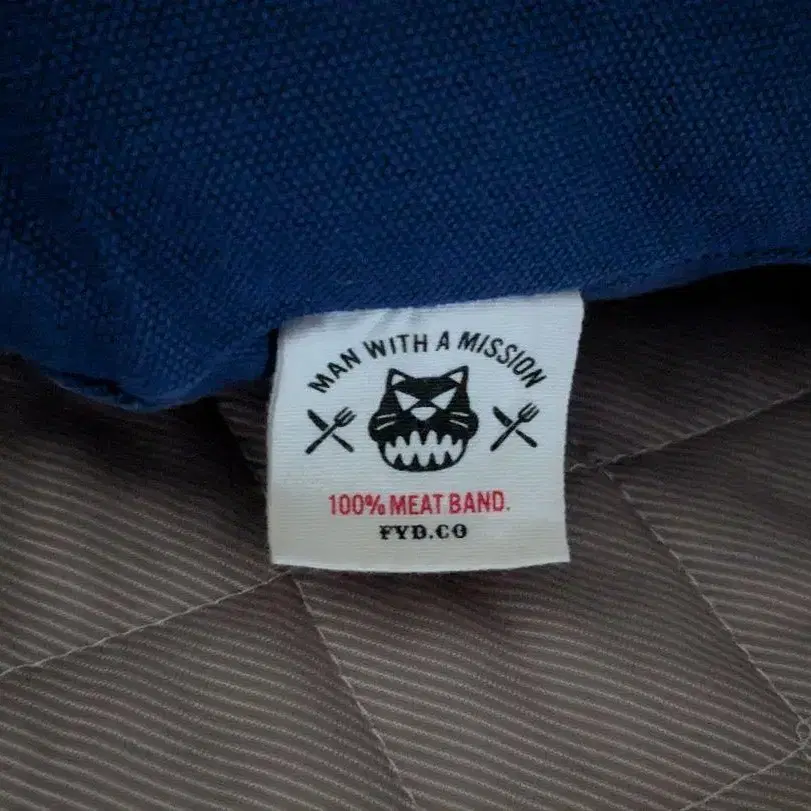 MAN WITH A MISSION
100% MEAT BAND.
FYD.CO